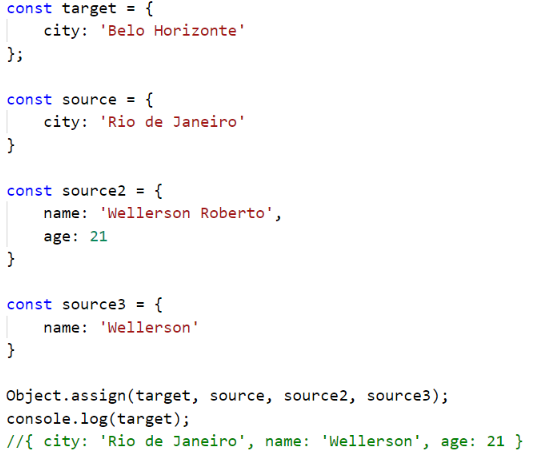 const target = {
    city: 'Belo Horizonte'
};
const source = {
    city: 'Rio de Janeiro'
}
const source2 = {
    name: 'Wellerson Roberto',
    age: 21
}
const source3 = {
    name: 'Wellerson'
}
Object.assign(target, source, source2, source3);
console.log(target);
//{ city: 'Rio de Janeiro', name: 'Wellerson', age: 21 }